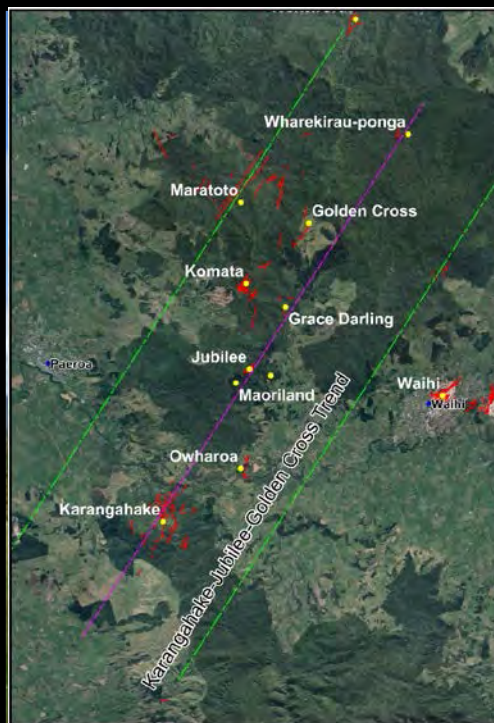 Wharekirau-ponga
Maratoto
Golden Cross
Komata
Grace Darling
Jubilee
Paeroa
Maoriland
Waihi
Waihi
Owharoa
Karangahake
Karangahake-Jubilee-Golden Cross Trend